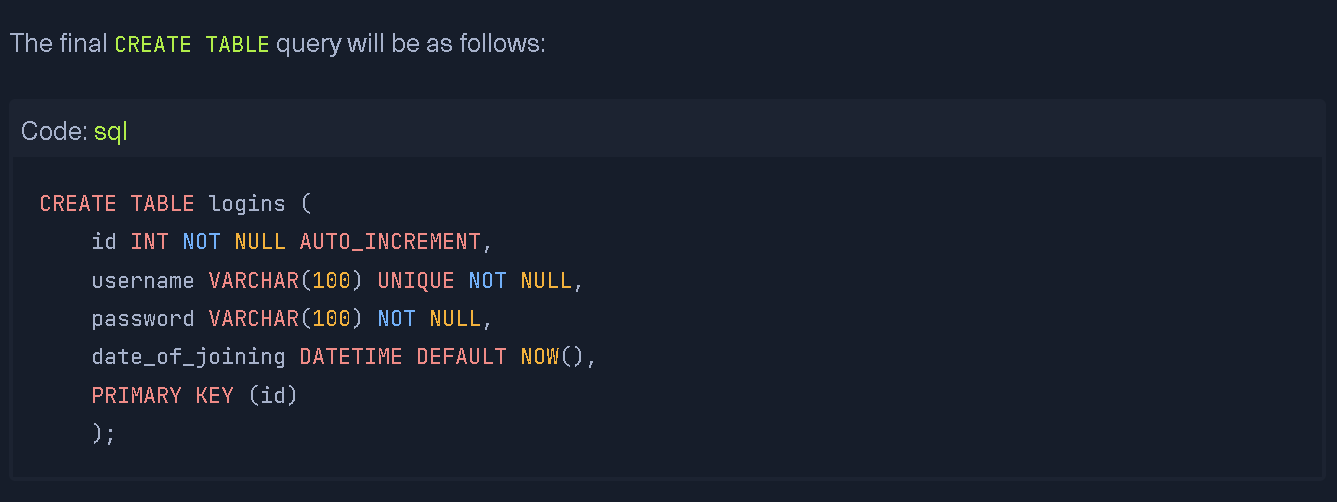 The final CREATE TABLE query will be as follows:
Code: sql
CREATE TABLE logins (
    id INT NOT NULL AUTO_INCREMENT,
    username VARCHAR(100) UNIQUE NOT NULL,
    password VARCHAR(100) NOT NULL,
    date_of_joining DATETIME DEFAULT NOW(),
    PRIMARY KEY (id)
    );